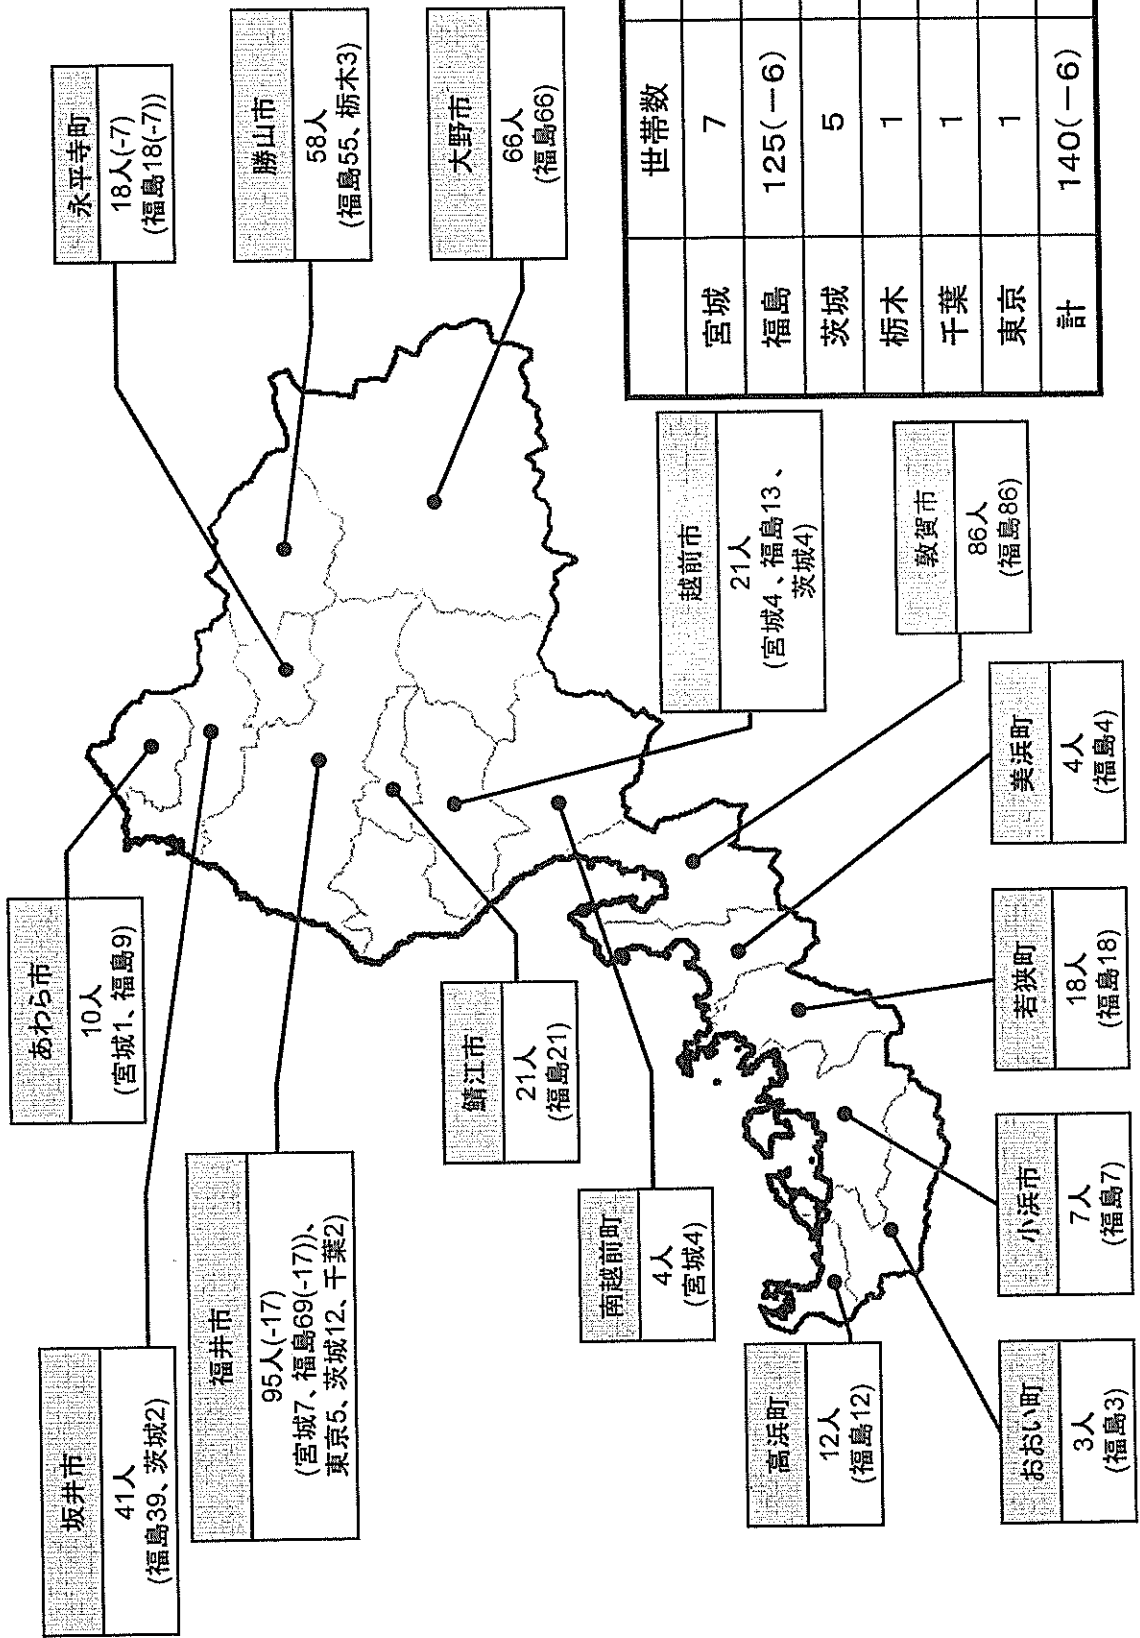 坂井市
41人
(福島39、茨城2)
あわら市
10人
(宮城1、福島9)
永平寺町
18人(-7)
(福島18(-7))
福井市
95人(-17)
(宮城7、福島69(-17))、
東京5、茨城12、千葉2)
勝山市
58人
(福島55、栃木3)
鯖江市
21人
(福島21)
大野市
66人
(福島66)
南越前町
4人
(宮城4)
越前市
21人
(宮城4、福島13、
茨城4)
高浜町
12人
(福島12)
敦賀市
86人
(福島86)
おおい町
3人
(福島3)
小浜市
7人
(福島7)
若狭町
18人
(福島18)
美浜町
4人
(福島4)
世帯数
宮城 7
福島 125(-6)
茨城 5
栃木 1
千葉 1
東京 1
計 140(-6)